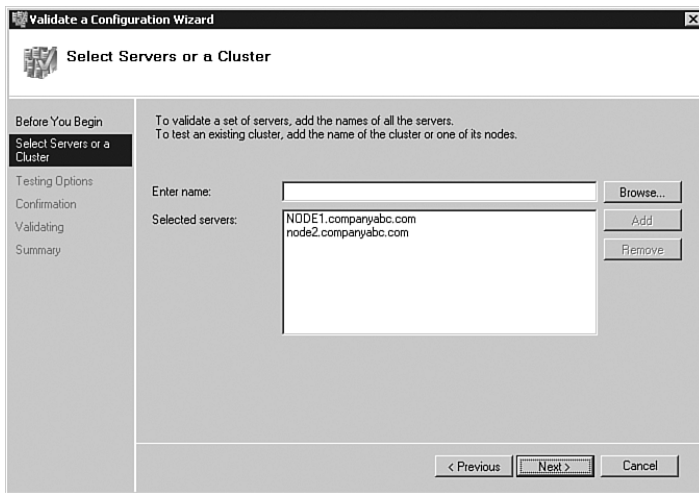 Validate a Configuration Wizard
Select Servers or a Cluster
Before You Begin
Select Servers or a
Cluster
Testing Options
Confirmation
Validating
Summary
To validate a set of servers, add the names of all the servers.
To test an existing cluster, add the name of the cluster or one of its nodes.
Enter name:
Browse...
Selected servers:
NODE1.companyabc.com
node2.companyabc.com
Add
Remove
< Previous
Next >
Cancel